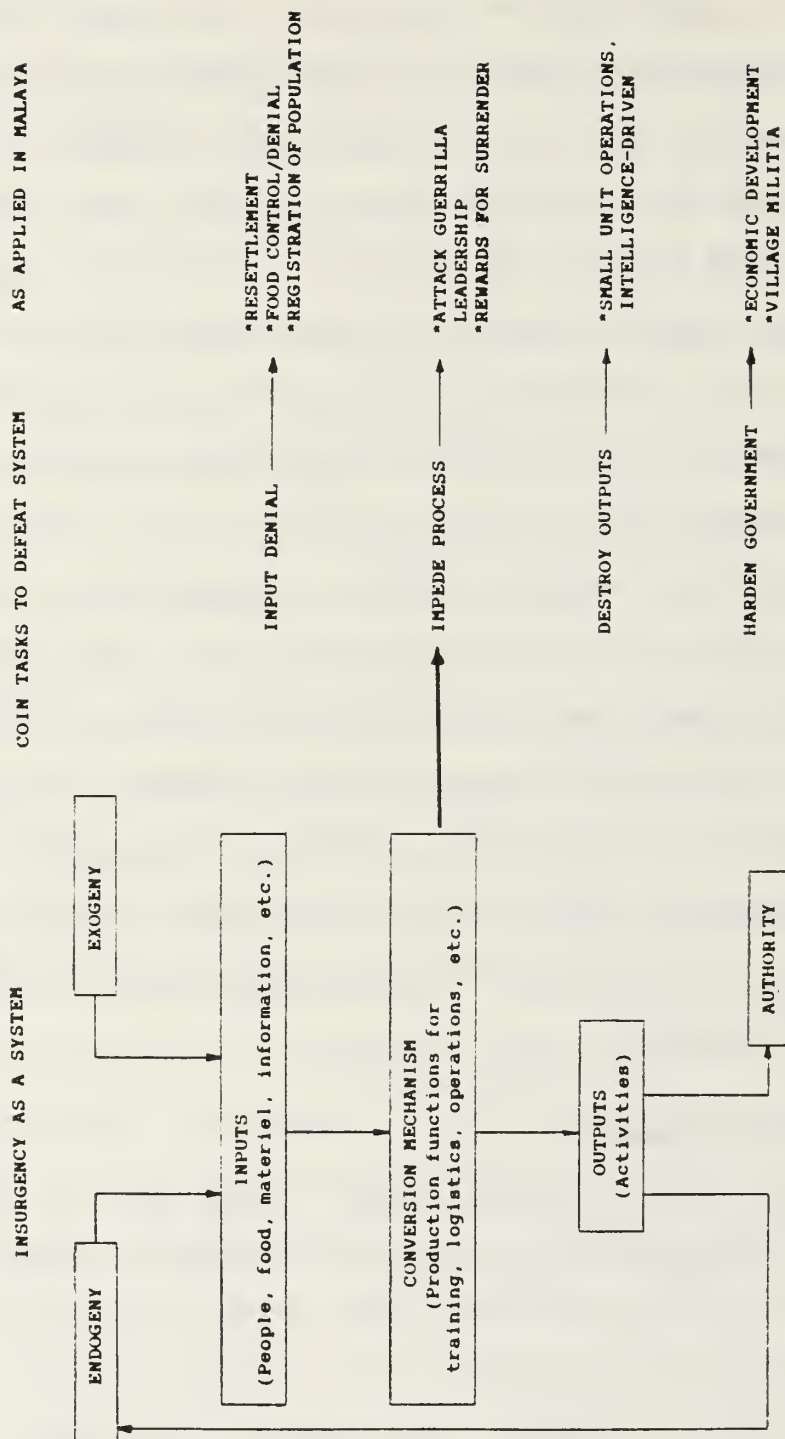 INSURGENCY AS A SYSTEM
COIN TASKS TO DEFEAT SYSTEM
AS APPLIED IN MALAYA
ENDOGENY
EXOGENY
INPUTS
(People, food, materiel, information, etc.)
INPUT DENIAL
*RESETTLEMENT
*FOOD CONTROL/DENIAL
*REGISTRATION OF POPULATION
CONVERSION MECHANISM
(Production functions for
training, logistics, operations, etc.)
IMPEDE PROCESS
*ATTACK GUERRILLA
LEADERSHIP
*REWARDS FOR SURRENDER
OUTPUTS
(Activities)
DESTROY OUTPUTS
*SMALL UNIT OPERATIONS,
INTELLIGENCE-DRIVEN
AUTHORITY
HARDEN GOVERNMENT
*ECONOMIC DEVELOPMENT
*VILLAGE MILITIA